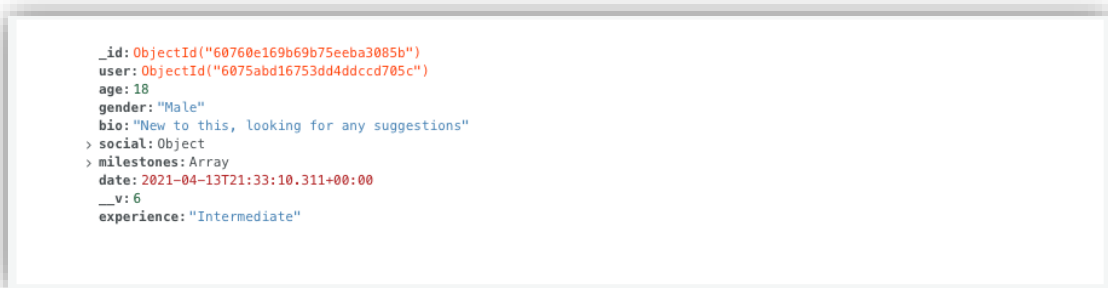 _id: ObjectId("60760e169b69b75eeba3085b")
user: ObjectId("6075abd16753dd4ddccd705c")
age: 18
gender: "Male"
bio: "New to this, looking for any suggestions"
> social: Object
> milestones: Array
date: 2021-04-13T21:33:10.311+00:00
__v: 6
experience: "Intermediate"